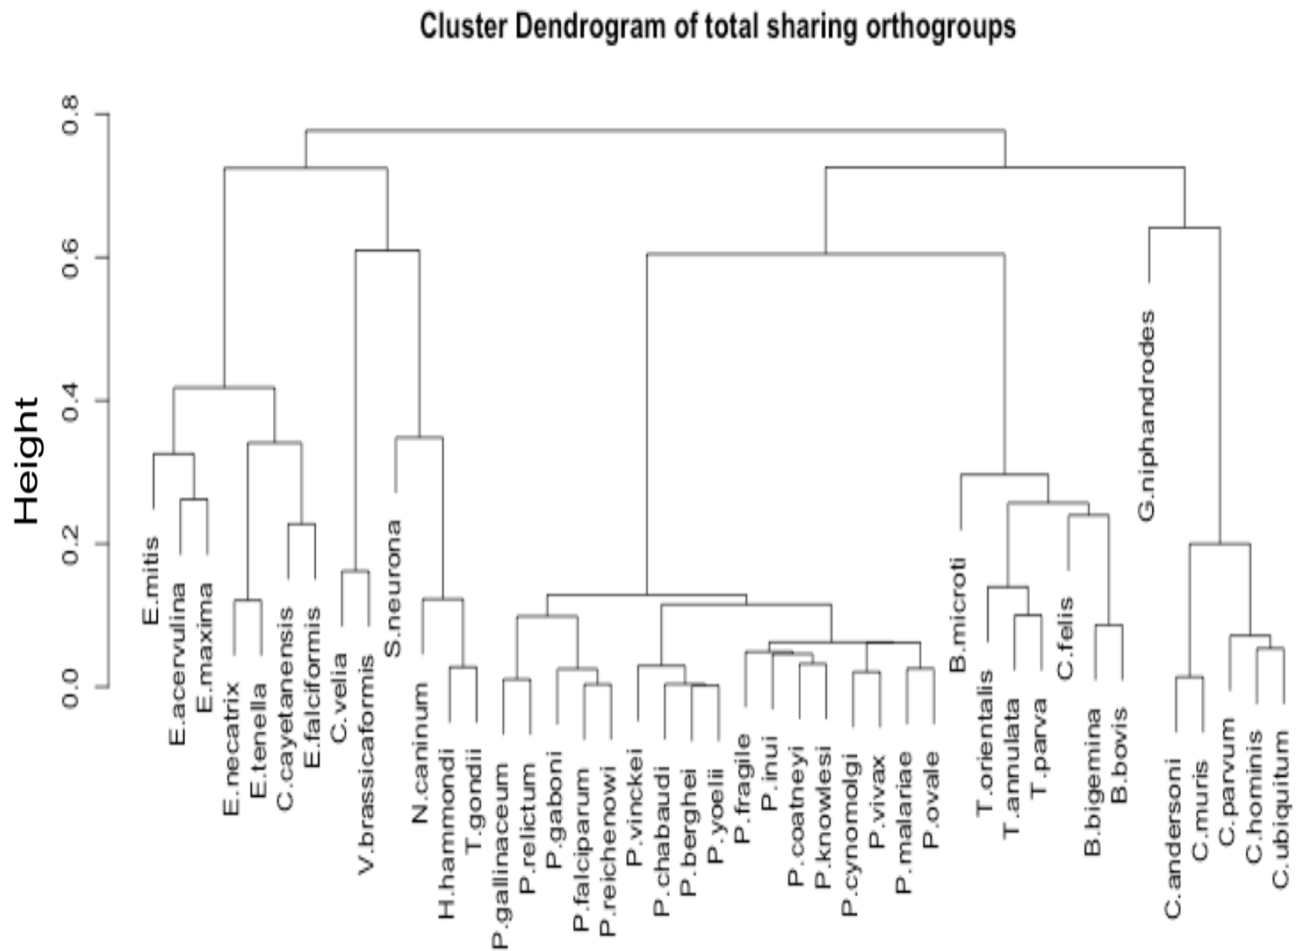 Cluster Dendrogram of total sharing orthogroups
Height
0.8
0.6
0.4
0.2
0.0
E.mitis
E.acervulina
E.maxima
E.necatrix
E.tenella
C.cayetanensis
E.falciformis
C.velia
V.brassicaformis
S.neurona
N.caninum
H.hammondi
T.gondii
P.gallinaceum
P.relictum
P.gaboni
P.falciparum
P.reichenowi
P.vinckei
P.chabaudi
P.berghei
P.yoelii
P.fragile
P.inui
P.coatneyi
P.knowlesi
P.cynomolgi
P.vivax
P.malariae
P.ovale
B.microti
T.orientalis
T.annulata
T.parva
C.felis
B.bigemina
B.bovis
G.niphandrodes
C.andersoni
C.muris
C.parvum
C.hominis
C.ubiquitum